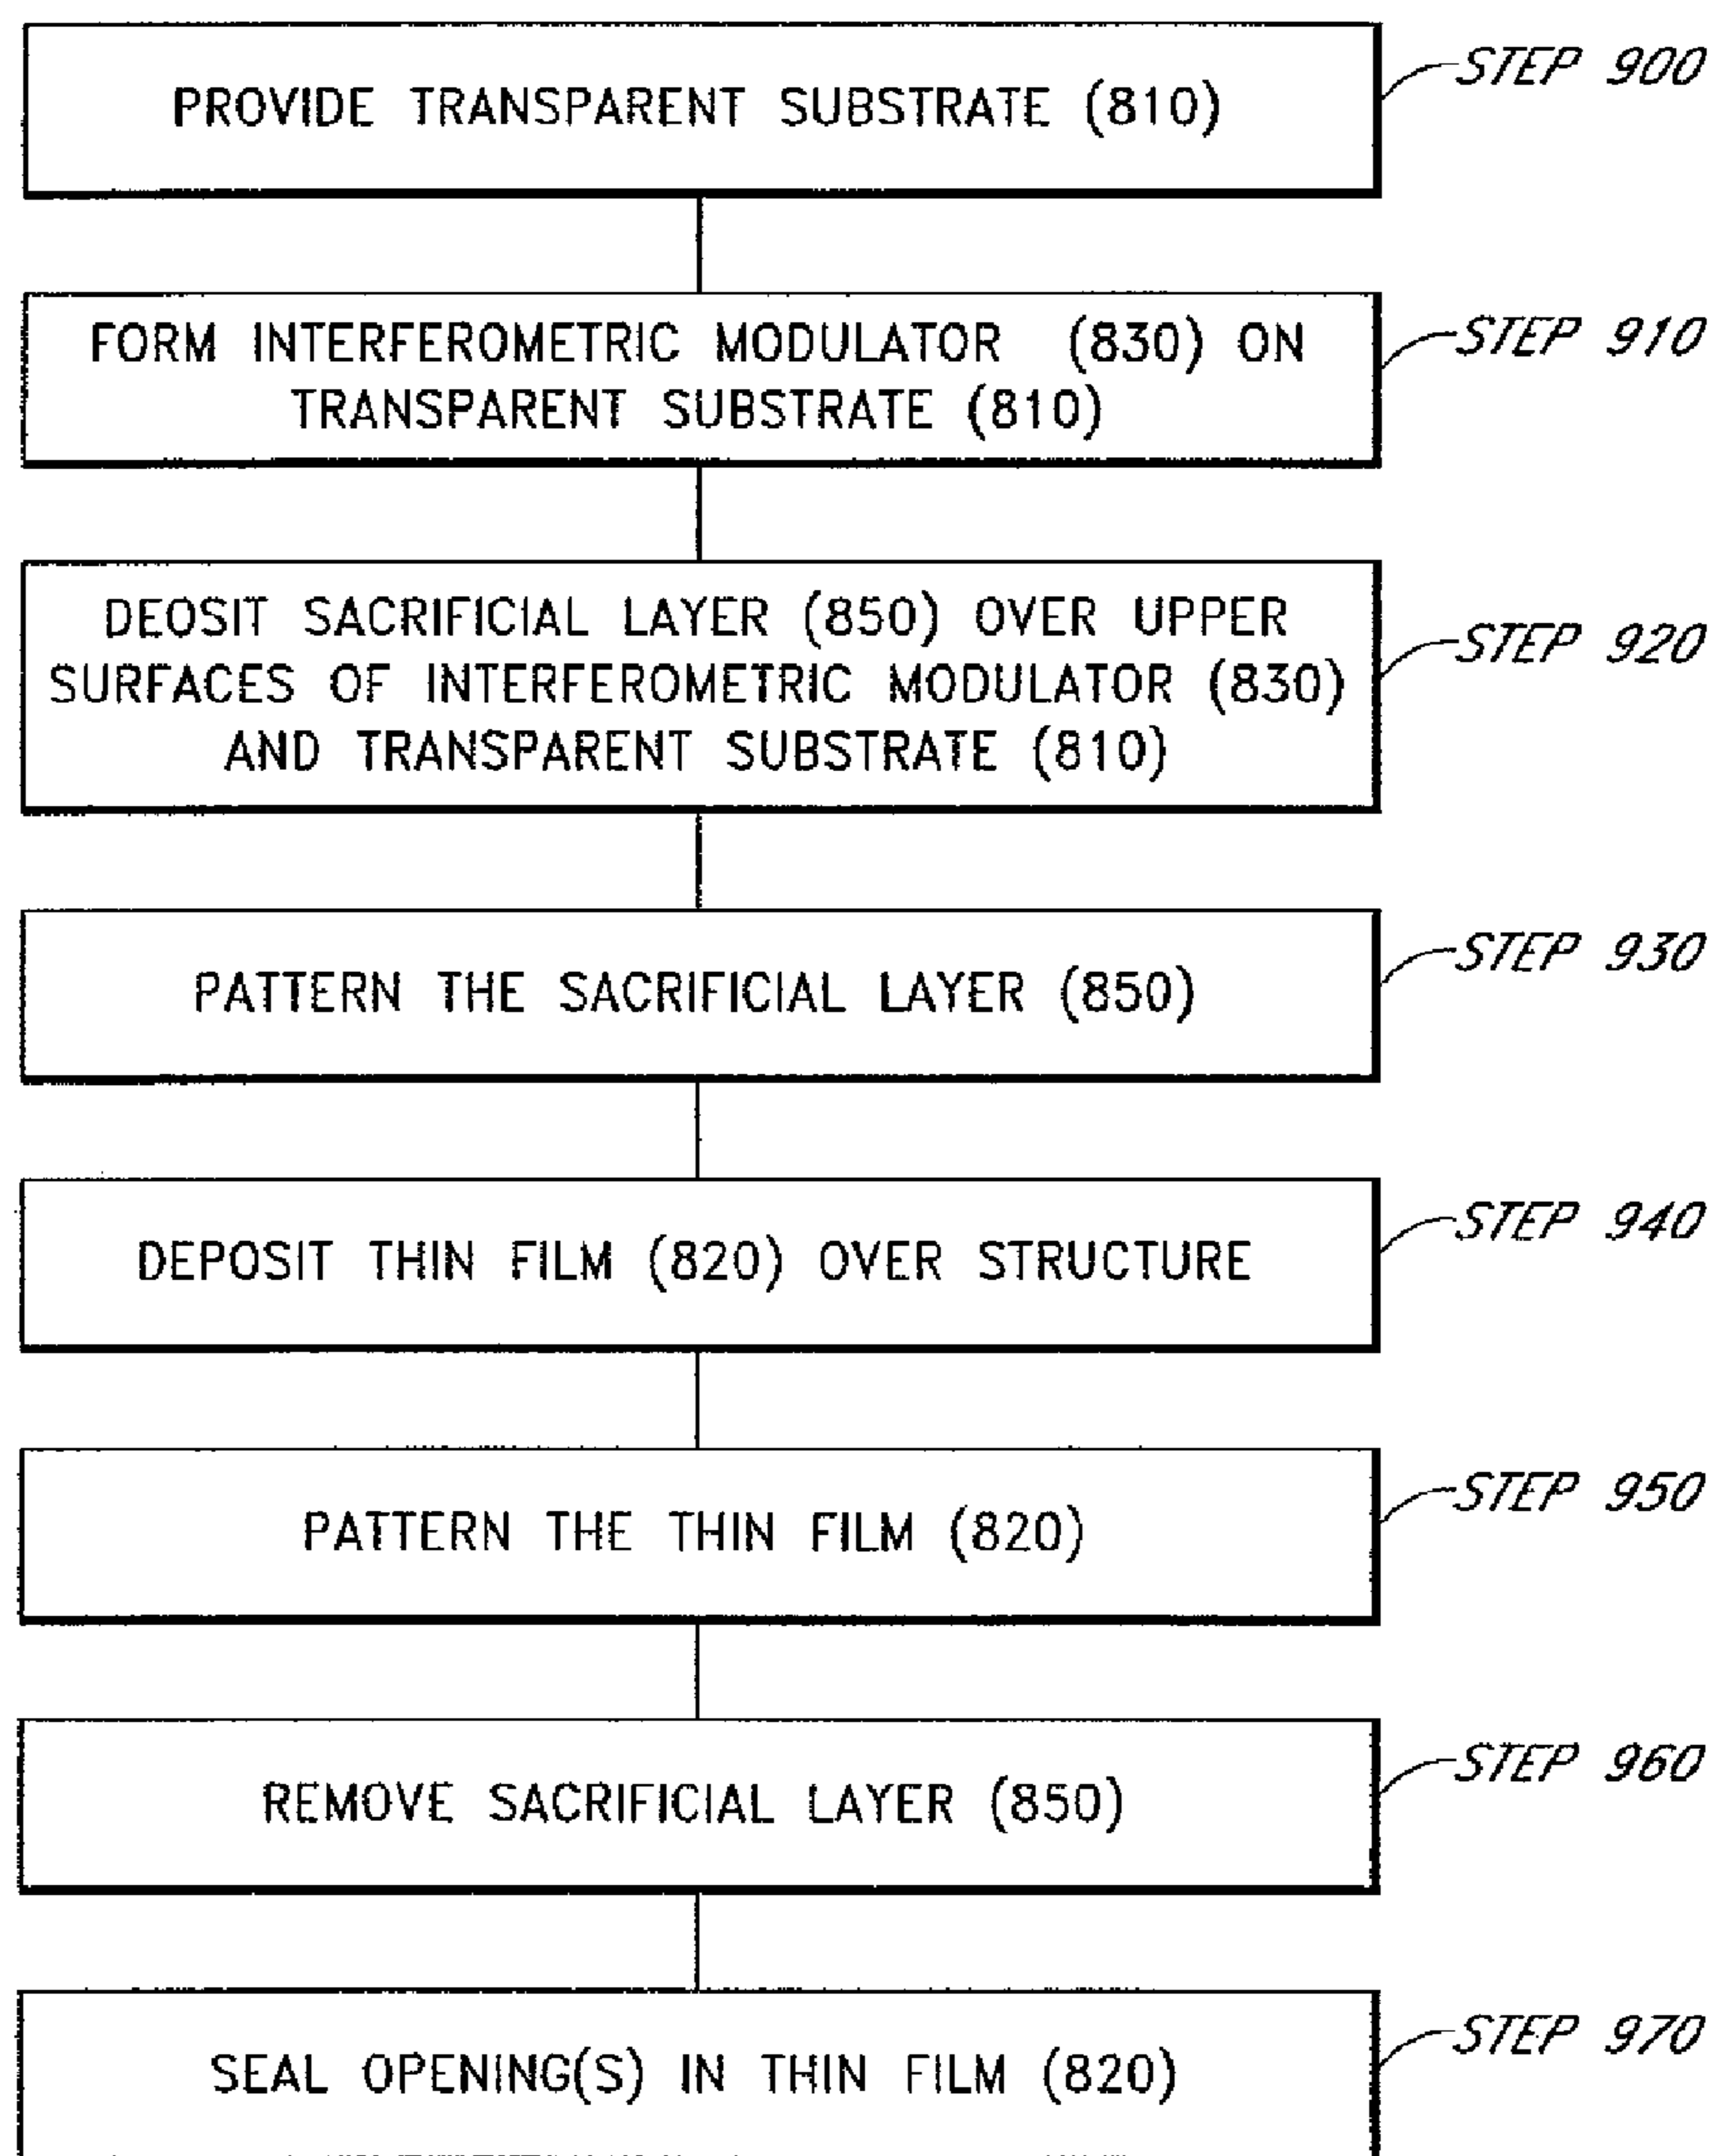 PROVIDE TRANSPARENT SUBSTRATE (810)
STEP 900
FORM INTERFEROMETRIC MODULATOR (830) ON
TRANSPARENT SUBSTRATE (810)
STEP 910
DEOSIT SACRIFICIAL LAYER (850) OVER UPPER
SURFACES OF INTERFEROMETRIC MODULATOR (830)
AND TRANSPARENT SUBSTRATE (810)
STEP 920
PATTERN THE SACRIFICIAL LAYER (850)
STEP 930
DEPOSIT THIN FILM (820) OVER STRUCTURE
STEP 940
PATTERN THE THIN FILM (820)
STEP 950
REMOVE SACRIFICIAL LAYER (850)
STEP 960
SEAL OPENING(S) IN THIN FILM (820)
STEP 970